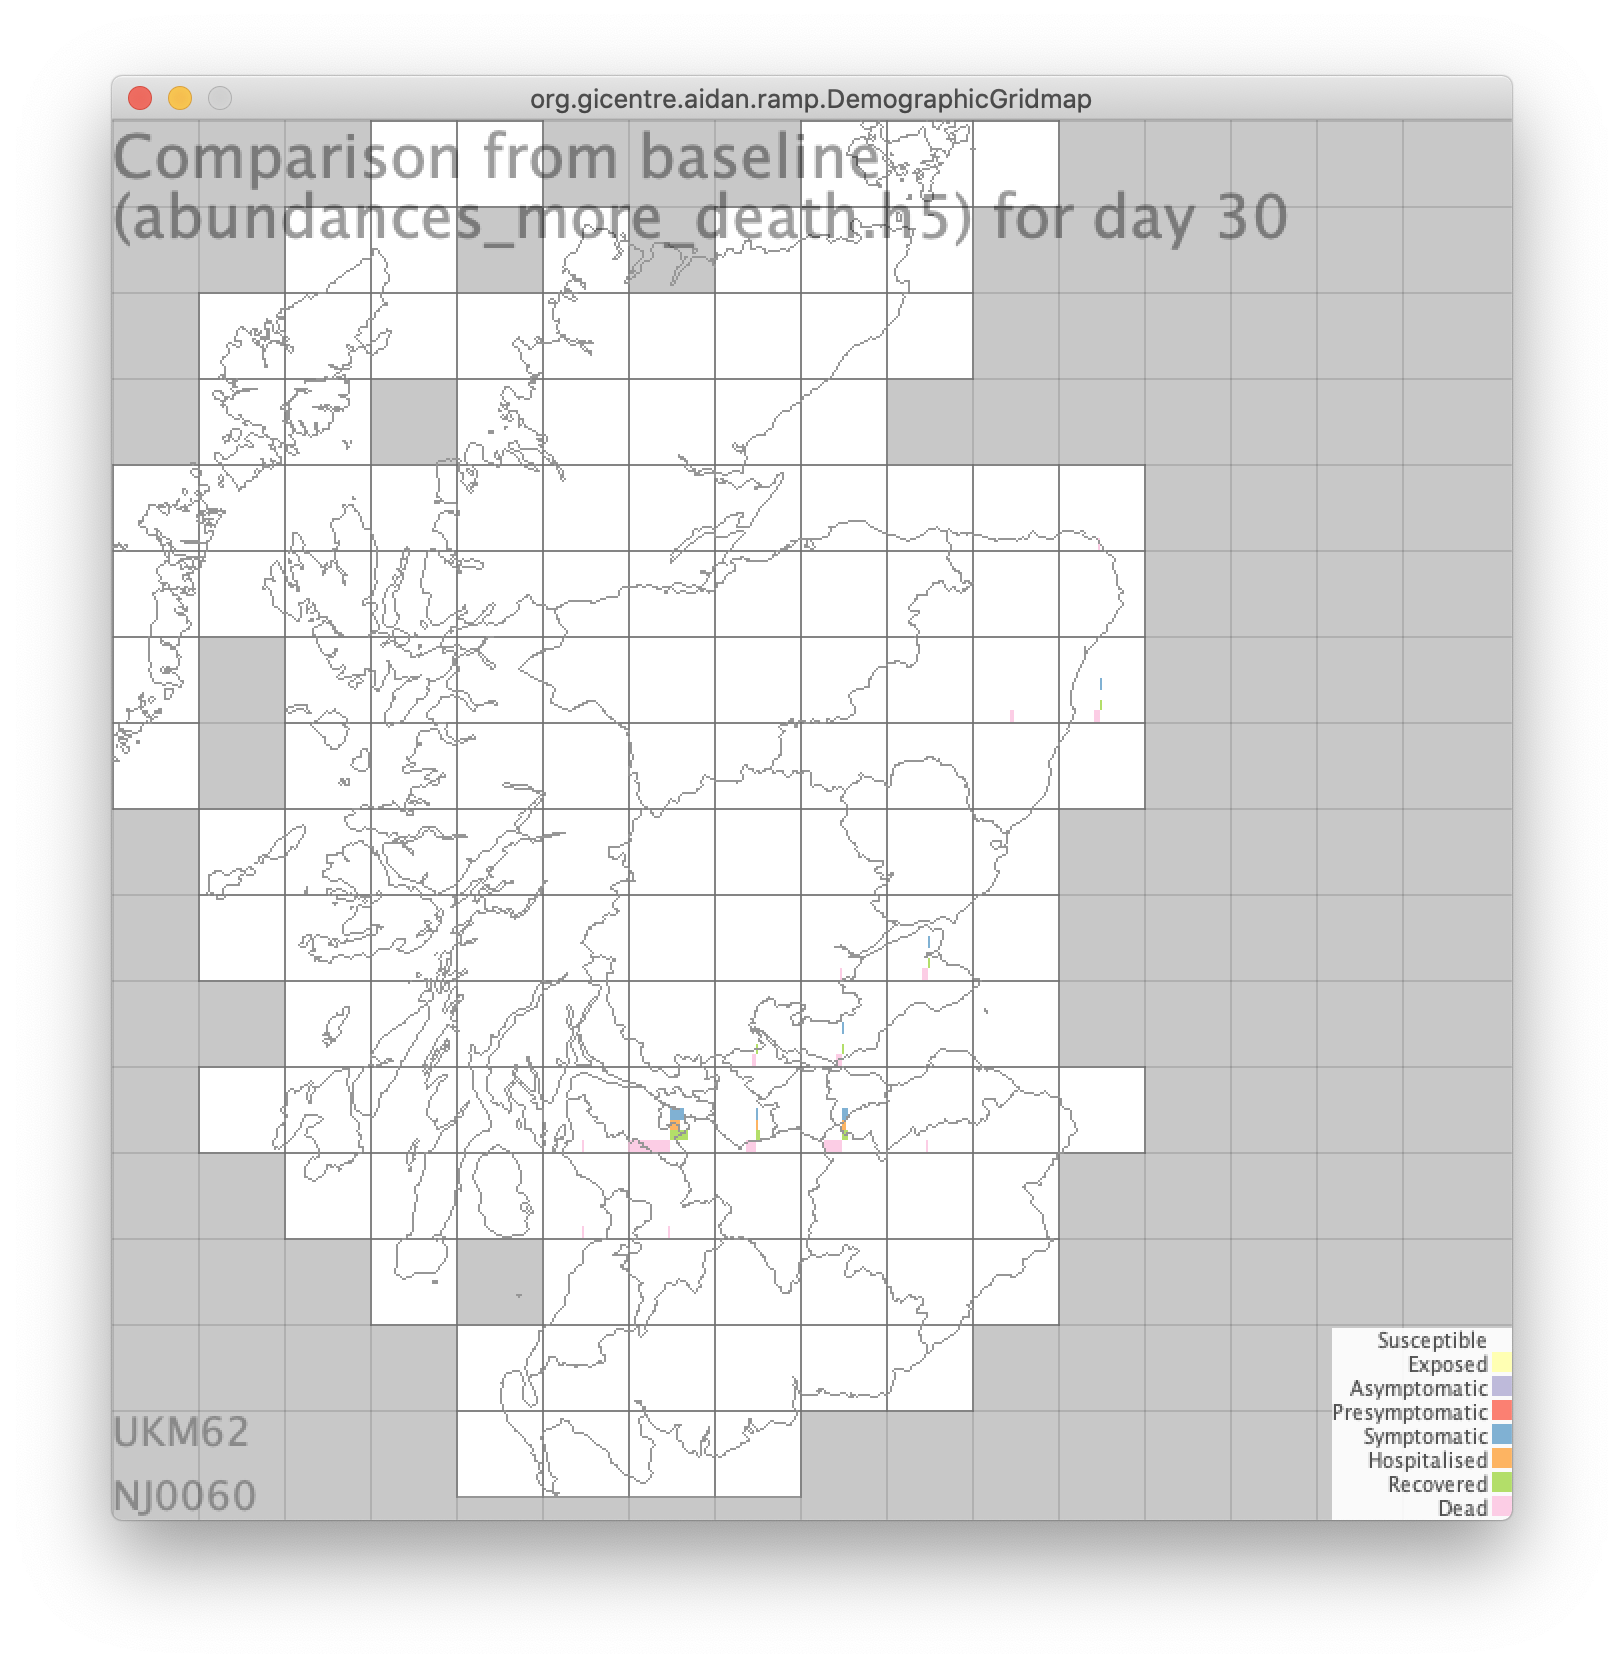 org.gicentre.aidan.ramp.DemographicGridmap
Comparison from baseline
(abundances_more_death.h5) for day 30
Susceptible
Exposed
Asymptomatic
Presymptomatic
Symptomatic
Hospitalised
Recovered
Dead
UKM62
NJ0060